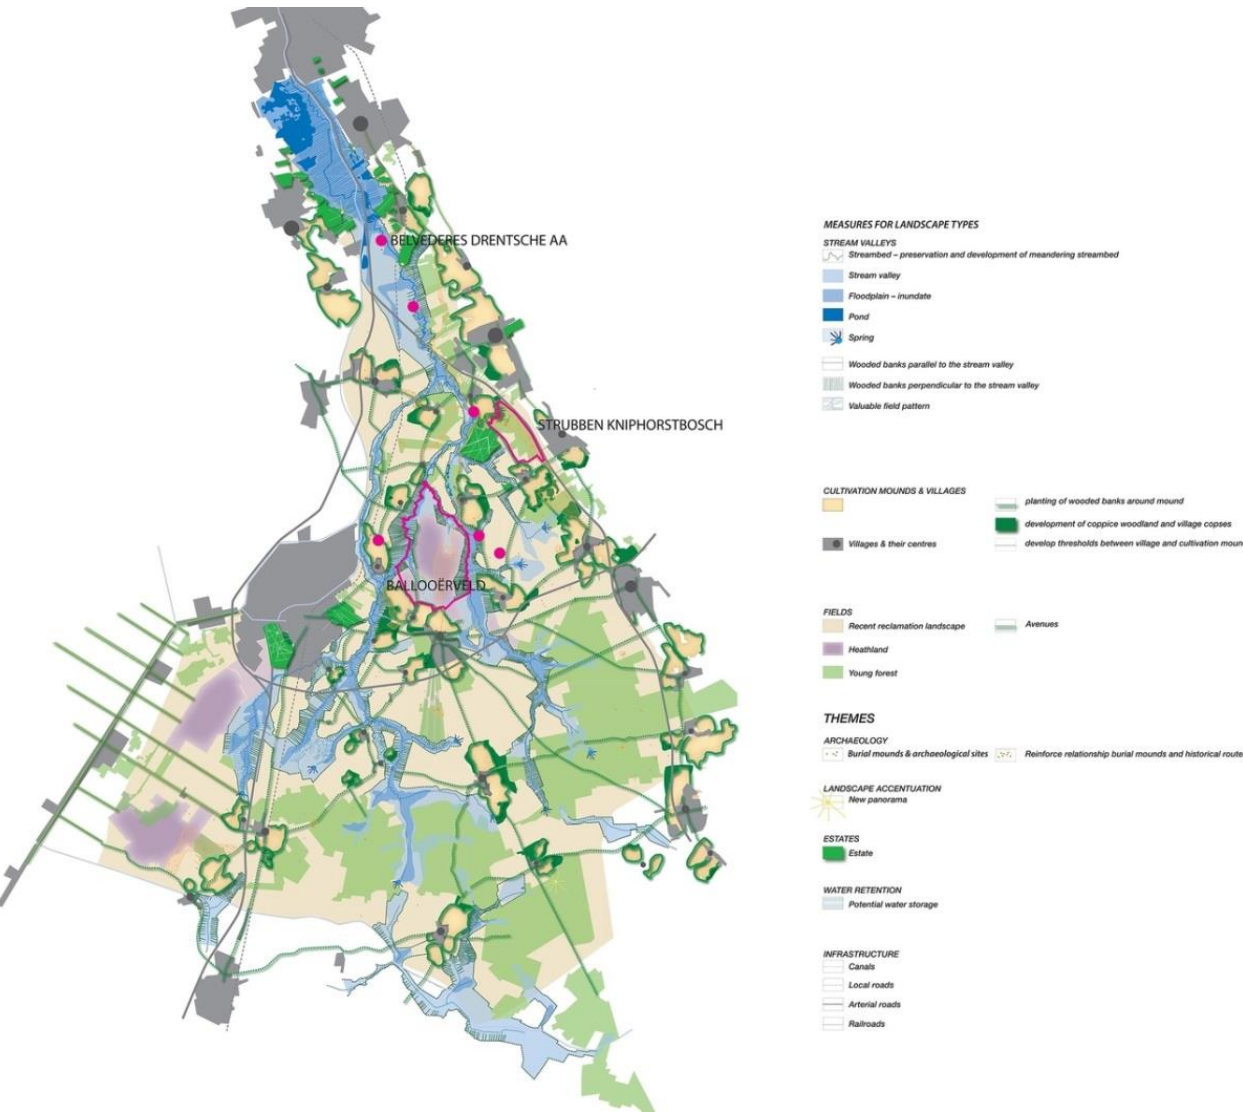 BELVEDERES DRENTSCHE AA
STRUBBEN KNIPHORSTBOSCH
BALLOOËRVELD
MEASURES FOR LANDSCAPE TYPES
STREAM VALLEYS
Streambed – preservation and development of meandering streambed
Stream valley
Floodplain – inundate
Pond
Spring
Wooded banks parallel to the stream valley
Wooded banks perpendicular to the stream valley
Valuable field pattern
CULTIVATION MOUNDS & VILLAGES
planting of wooded banks around mound
development of coppice woodland and village copses
Villages & their centres
develop thresholds between village and cultivation moun
FIELDS
Recent reclamation landscape
Avenues
Heathland
Young forest
THEMES
ARCHAEOLOGY
Burial mounds & archaeological sites
Reinforce relationship burial mounds and historical route
LANDSCAPE ACCENTUATION
New panorama
ESTATES
Estate
WATER RETENTION
Potential water storage
INFRASTRUCTURE
Canals
Local roads
Arterial roads
Railroads